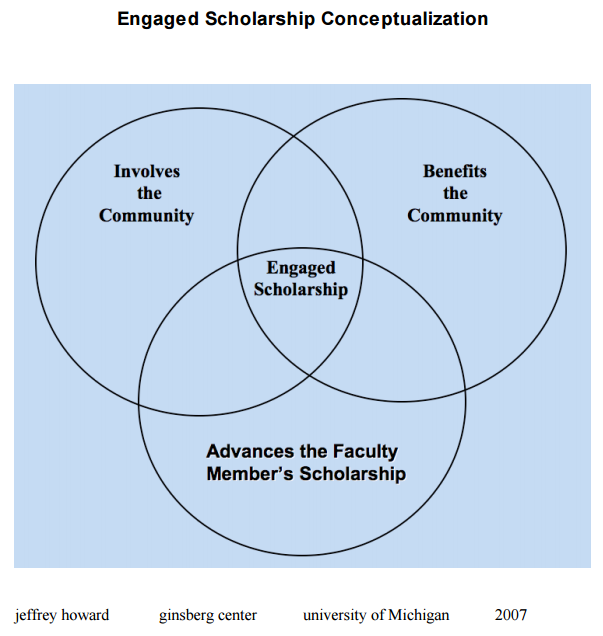 Engaged Scholarship Conceptualization
Involves
the
Community
Benefits
the
Community
Engaged
Scholarship
Advances the Faculty
Member's Scholarship
jeffrey howard ginsberg center university of Michigan 2007